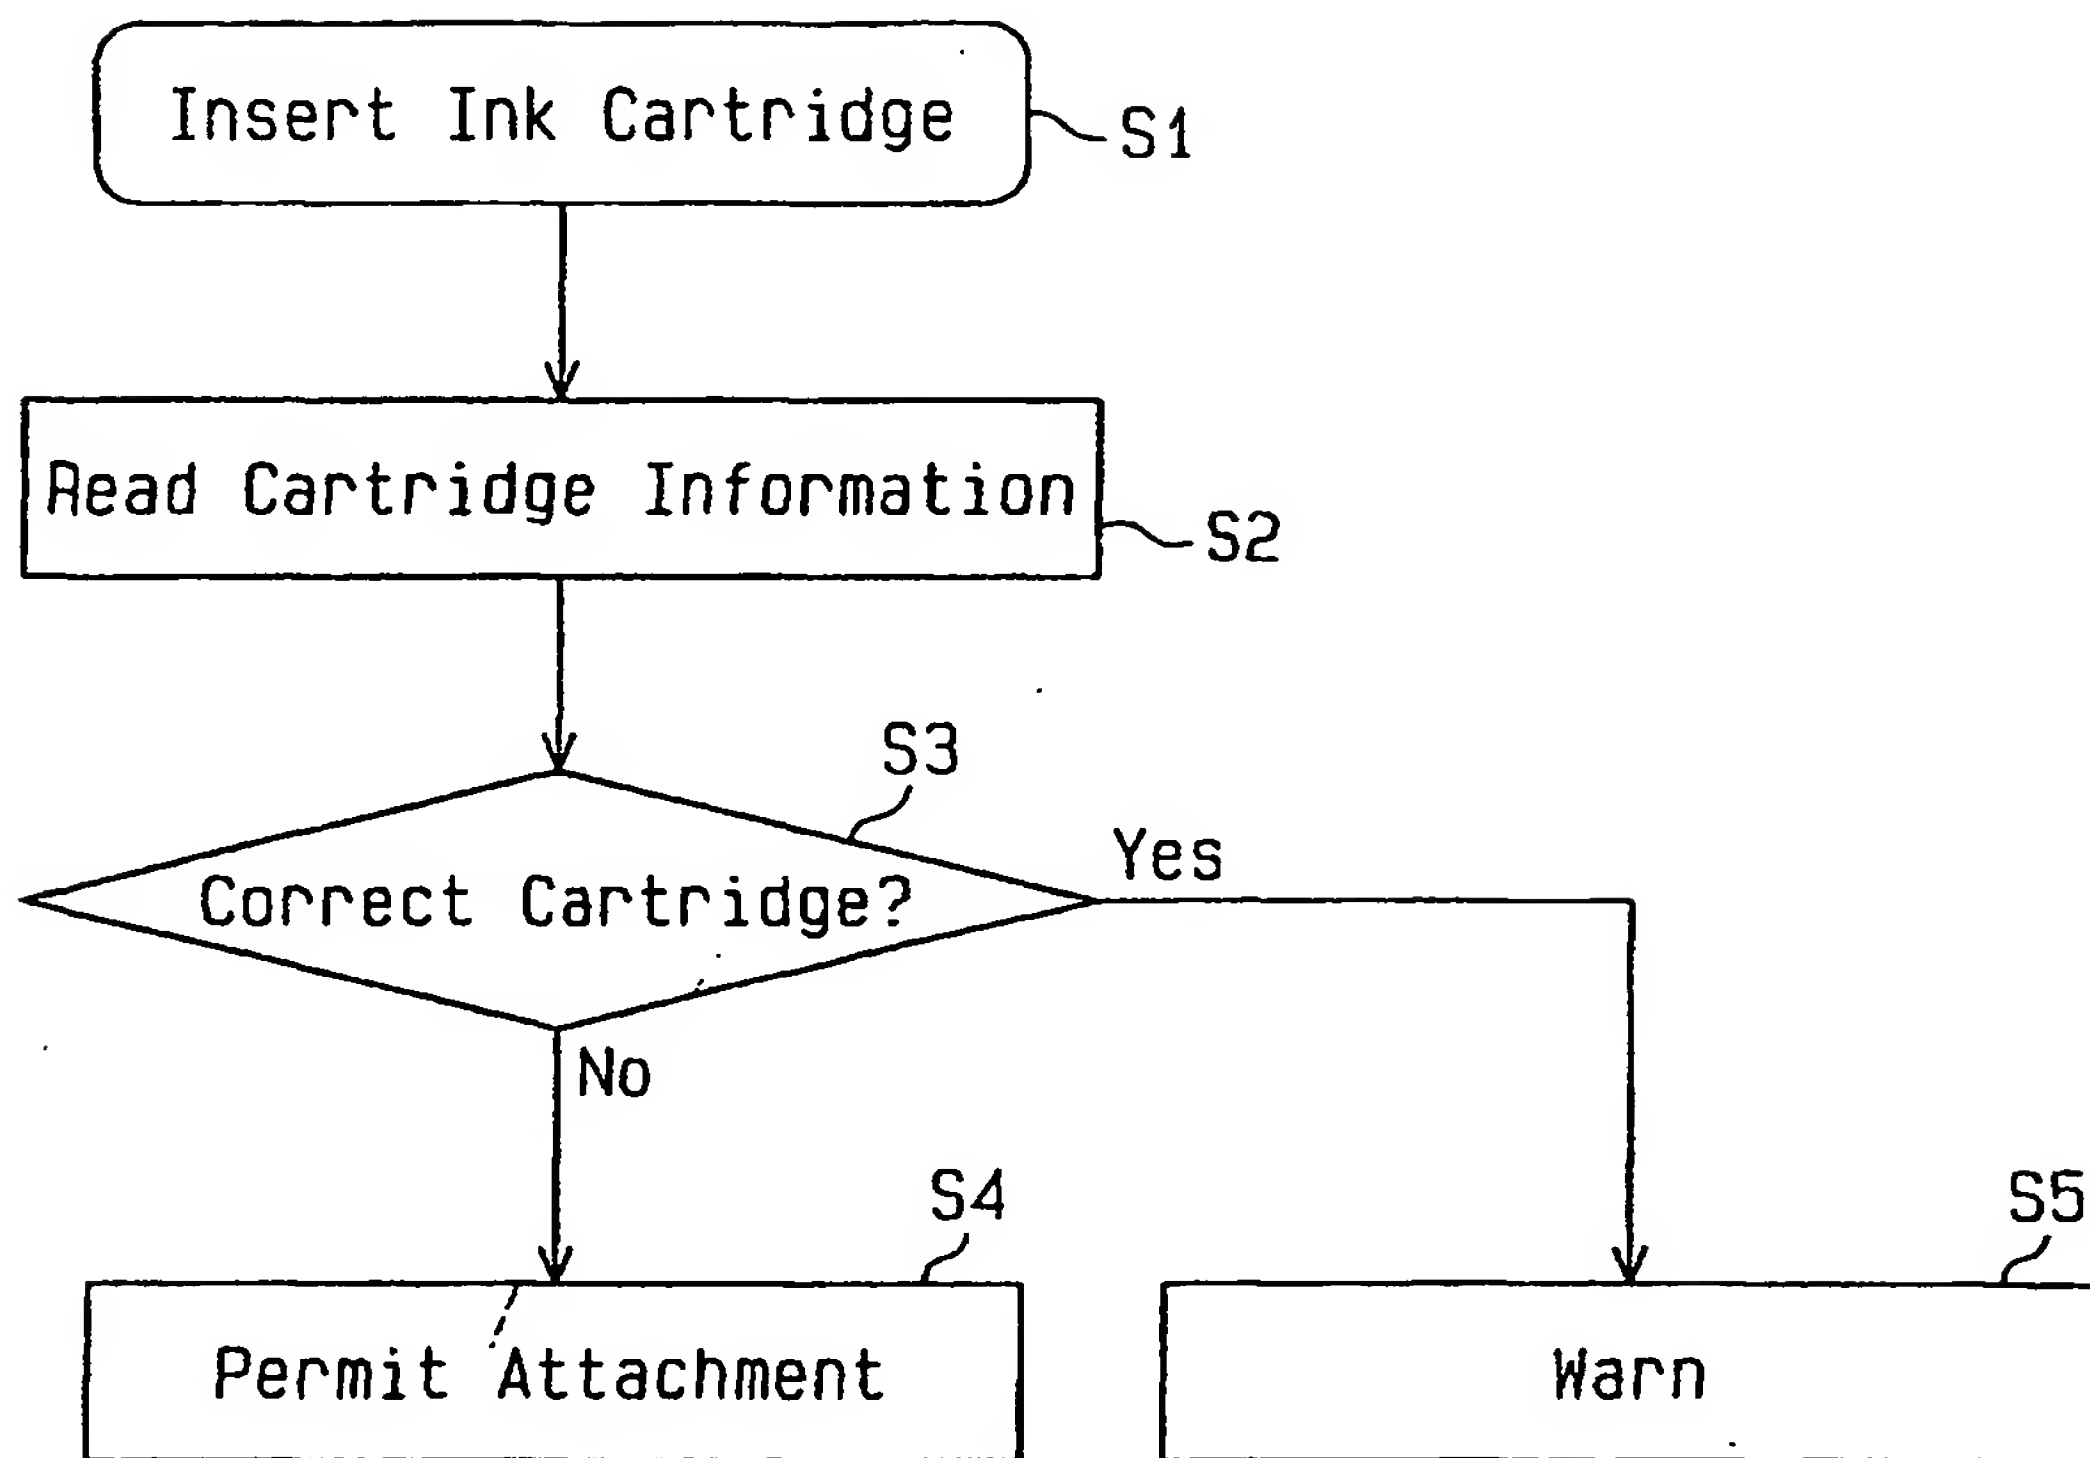 Insert Ink Cartridge
S1
Read Cartridge Information
S2
S3
Correct Cartridge?
Yes
No
S4
S5
Permit Attachment
Warn